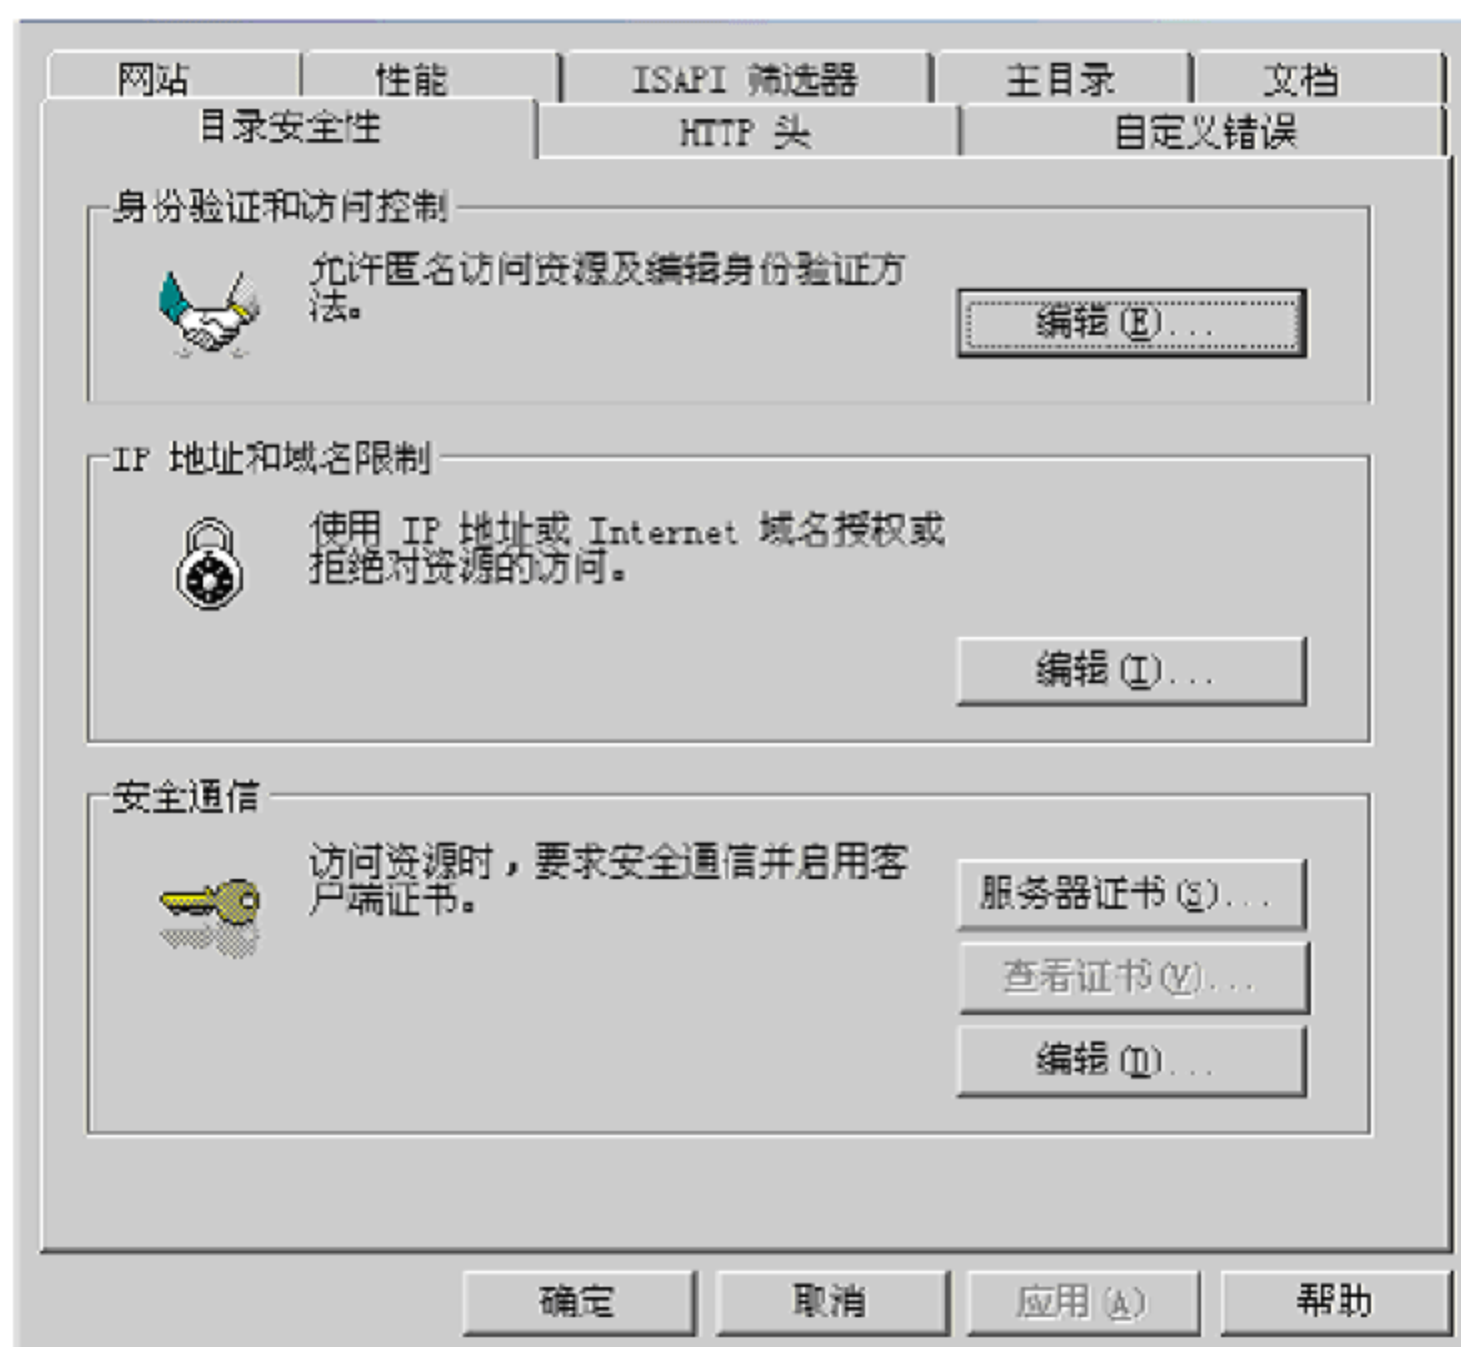 网站 性能 ISAPI 筛选器 主目录 文档
目录安全性 HTTP 头 自定义错误
身份验证和访问控制
允许匿名访问资源及编辑身份验证方
法。
编辑(E)...
IP 地址和域名限制
使用 IP 地址或 Internet 域名授权或
拒绝对资源的访问。
编辑(I)...
安全通信
访问资源时，要求安全通信并启用客
户端证书。
服务器证书(S)...
查看证书(V)...
编辑(D)...
确定 取消 应用(A) 帮助